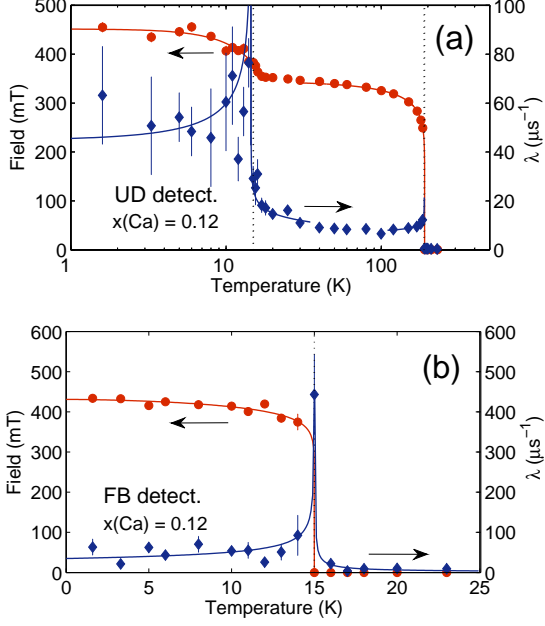 500 100
(a)
400 80
300 60
200 40
UD detect.
100 20
x(Ca) = 0.12
0 0
1 10 100
Field (mT)
λ (μs⁻¹)
Temperature (K)
600 600
(b)
500 500
400 400
300 300
200 200
FB detect.
x(Ca) = 0.12
100 100
0 0
0 5 10 15 20 25
Field (mT)
λ (μs⁻¹)
Temperature (K)